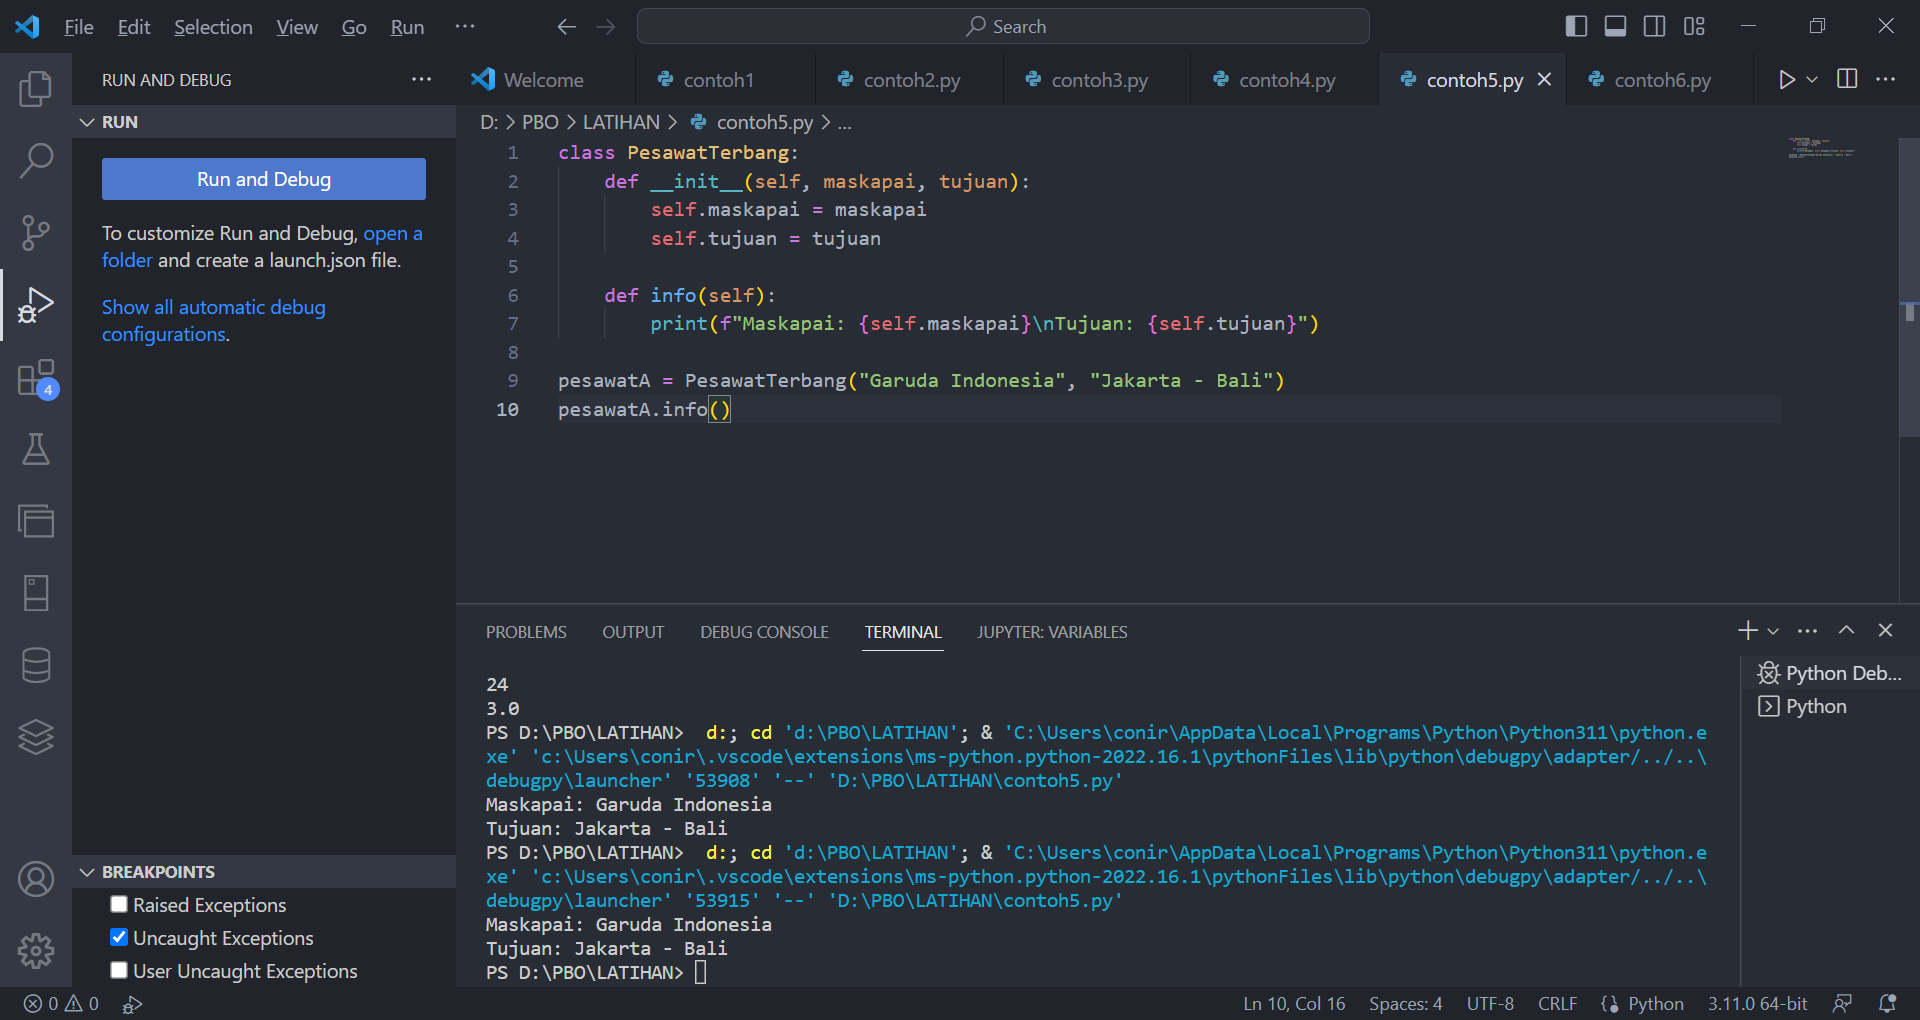 File Edit Selection View Go Run ··· Search
RUN AND DEBUG ···
Welcome contoh1 contoh2.py contoh3.py contoh4.py contoh5.py contoh6.py
RUN
Run and Debug
To customize Run and Debug, open a
folder and create a launch.json file.
Show all automatic debug
configurations.
4
D: > PBO > LATIHAN > contoh5.py > ...
1 class PesawatTerbang:
2     def __init__(self, maskapai, tujuan):
3         self.maskapai = maskapai
4         self.tujuan = tujuan
5
6     def info(self):
7         print(f"Maskapai: {self.maskapai}\nTujuan: {self.tujuan}")
8
9 pesawatA = PesawatTerbang("Garuda Indonesia", "Jakarta - Bali")
10 pesawatA.info()
PROBLEMS OUTPUT DEBUG CONSOLE TERMINAL JUPYTER: VARIABLES
24
3.0
PS D:\PBO\LATIHAN>  d:; cd 'd:\PBO\LATIHAN'; & 'C:\Users\conir\AppData\Local\Programs\Python\Python311\python.e
xe' 'c:\Users\conir\.vscode\extensions\ms-python.python-2022.16.1\pythonFiles\lib\python\debugpy\adapter/../..\
debugpy\launcher' '53908' '--' 'D:\PBO\LATIHAN\contoh5.py'
Maskapai: Garuda Indonesia
Tujuan: Jakarta - Bali
PS D:\PBO\LATIHAN>  d:; cd 'd:\PBO\LATIHAN'; & 'C:\Users\conir\AppData\Local\Programs\Python\Python311\python.e
xe' 'c:\Users\conir\.vscode\extensions\ms-python.python-2022.16.1\pythonFiles\lib\python\debugpy\adapter/../..\
debugpy\launcher' '53915' '--' 'D:\PBO\LATIHAN\contoh5.py'
Maskapai: Garuda Indonesia
Tujuan: Jakarta - Bali
PS D:\PBO\LATIHAN>
Python Deb...
Python
BREAKPOINTS
Raised Exceptions
Uncaught Exceptions
User Uncaught Exceptions
0 0 Ln 10, Col 16 Spaces: 4 UTF-8 CRLF Python 3.11.0 64-bit